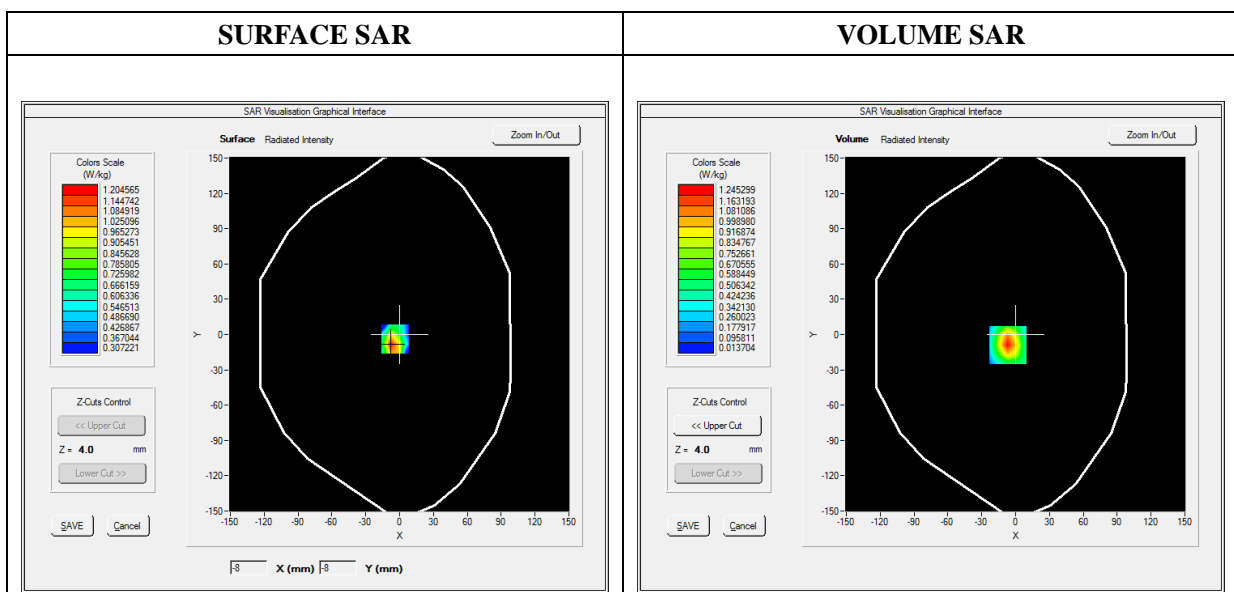 SURFACE SAR
VOLUME SAR
SAR Visualisation Graphical Interface
Surface Radiated Intensity
Zoom In/Out
Colors Scale
(W/kg)
1.204565
1.144742
1.084919
1.025096
0.965273
0.905451
0.845628
0.785805
0.725982
0.666159
0.606336
0.546513
0.486690
0.426867
0.367044
0.307221
Z-Cuts Control
<< Upper Cut
Z = 4.0 mm
Lower Cut >>
SAVE Cancel
150
120
90
60
30
0
-30
-60
-90
-120
-150
Y
-150 -120 -90 -60 -30 0 30 60 90 120 150
X
-8 X (mm) -8 Y (mm)
SAR Visualisation Graphical Interface
Volume Radiated Intensity
Zoom In/Out
Colors Scale
(W/kg)
1.245299
1.163193
1.081086
0.998980
0.916874
0.834767
0.752661
0.670555
0.588449
0.506342
0.424236
0.342130
0.260023
0.177917
0.095811
0.013704
Z-Cuts Control
<< Upper Cut
Z = 4.0 mm
Lower Cut >>
SAVE Cancel
150
120
90
60
30
0
-30
-60
-90
-120
-150
Y
-150 -120 -90 -60 -30 0 30 60 90 120 150
X